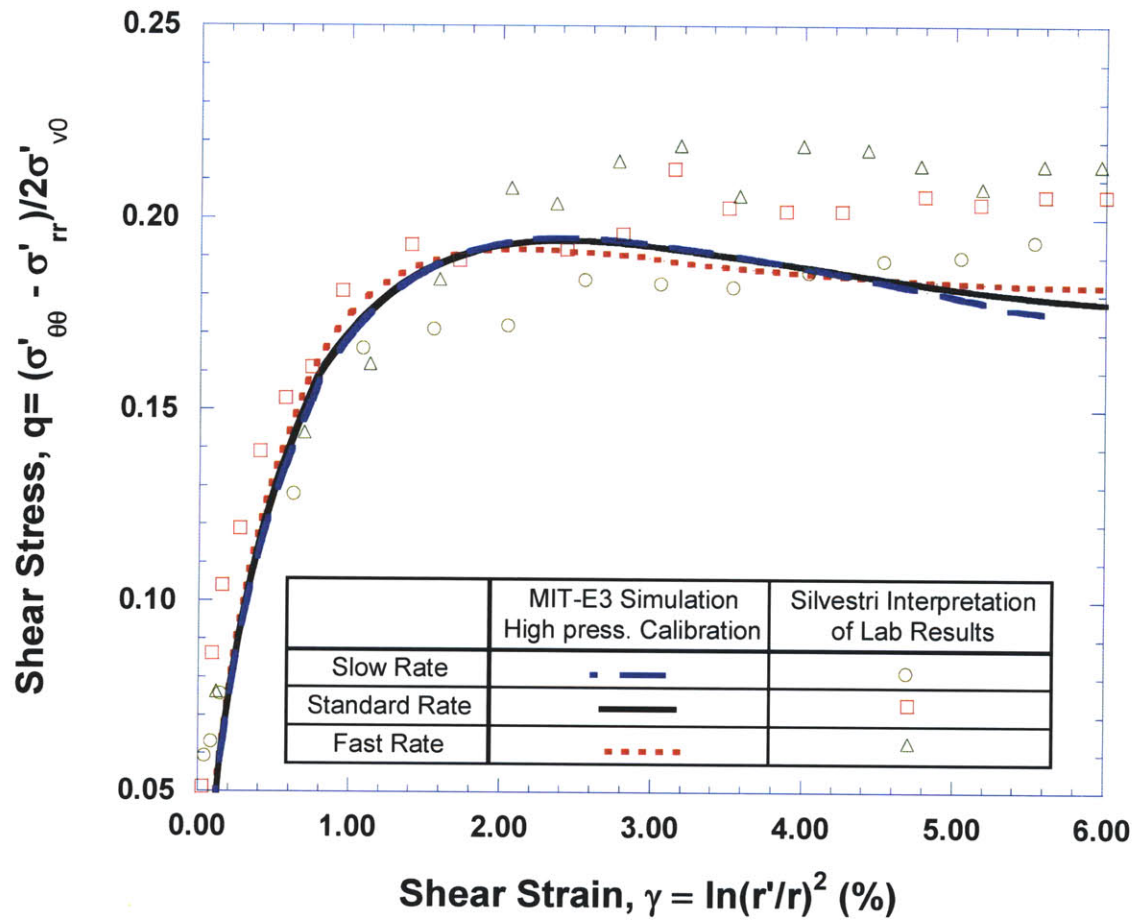 0.25
0.20
0.15
0.10
0.05
Shear Stress, q= (σ'θθ - σ'rr)/2σ'v0
MIT-E3 Simulation
High press. Calibration
Silvestri Interpretation
of Lab Results
Slow Rate
Standard Rate
Fast Rate
0.00 1.00 2.00 3.00 4.00 5.00 6.00
Shear Strain, γ = ln(r'/r)² (%)